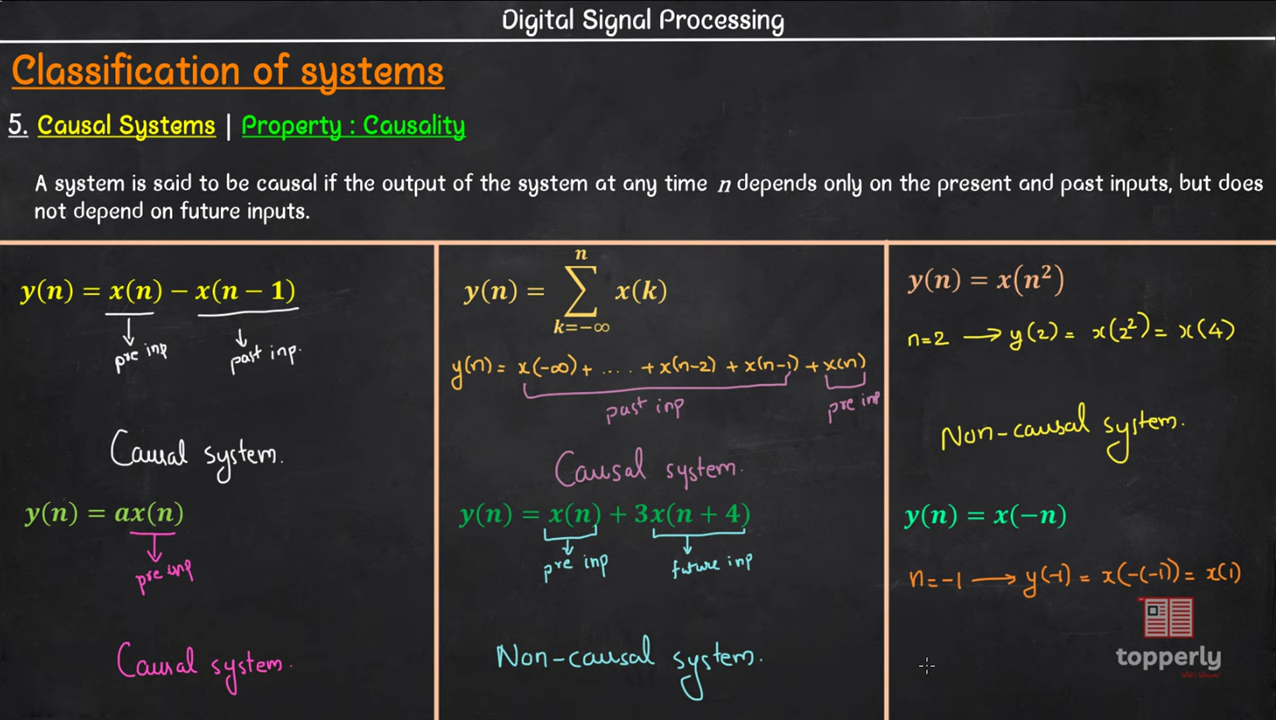 Digital Signal Processing
Classification of systems
5. Causal Systems | Property : Causality
A system is said to be causal if the output of the system at any time n depends only on the present and past inputs, but does
not depend on future inputs.
y(n) = x(n) − x(n − 1)
pre inp
past inp.
Causal system.
y(n) = ax(n)
pre inp
Causal system.
n
y(n) = ∑ x(k)
k=−∞
y(n) = x(-∞) + .... + x(n-2) + x(n-1) + x(n)
past inp
pre inp
Causal system.
y(n) = x(n) + 3x(n + 4)
pre inp
future inp
Non-causal system.
y(n) = x(n²)
n=2 → y(2) = x(2²) = x(4)
Non-causal system.
y(n) = x(−n)
n=-1 → y(-1) = x(-(-1)) = x(1)
topperly